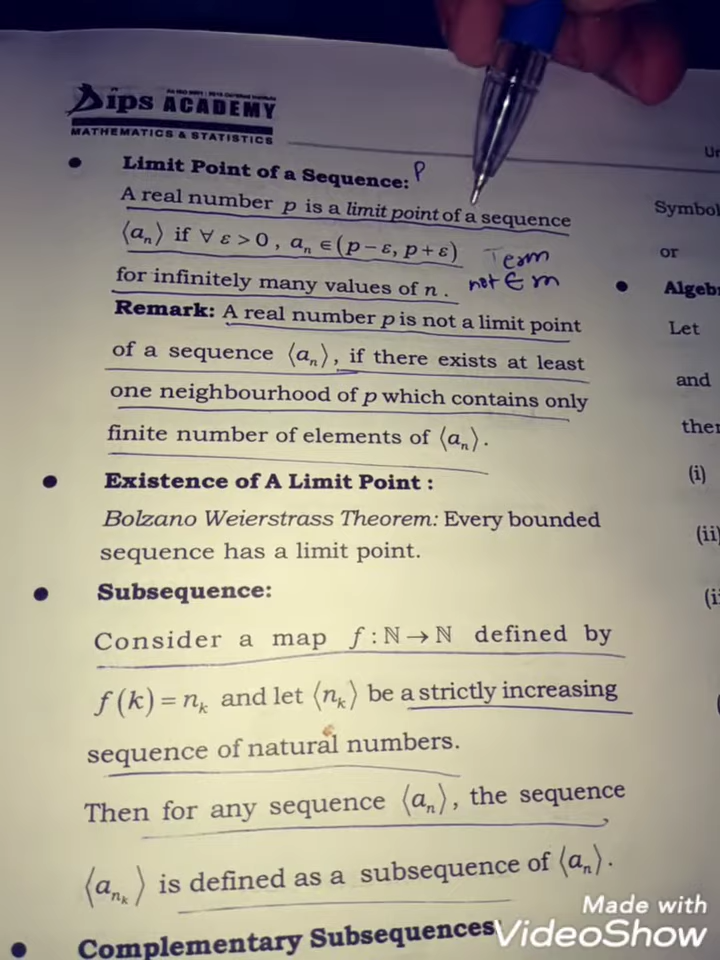 Dips ACADEMY
MATHEMATICS & STATISTICS
• Limit Point of a Sequence: P
A real number p is a limit point of a sequence
⟨aₙ⟩ if ∀ ε > 0, aₙ ∈ (p − ε, p + ε) Term
for infinitely many values of n. not ∈ m
Remark: A real number p is not a limit point
of a sequence ⟨aₙ⟩, if there exists at least
one neighbourhood of p which contains only
finite number of elements of ⟨aₙ⟩.
• Existence of A Limit Point :
Bolzano Weierstrass Theorem: Every bounded
sequence has a limit point.
• Subsequence:
Consider a map f : ℕ → ℕ defined by
f(k) = nₖ and let ⟨nₖ⟩ be a strictly increasing
sequence of natural numbers.
Then for any sequence ⟨aₙ⟩, the sequence
⟨aₙₖ⟩ is defined as a subsequence of ⟨aₙ⟩.
• Complementary Subsequences
Symbol
or
• Algeb
Let
and
then
(i)
(ii)
Made with
VideoShow